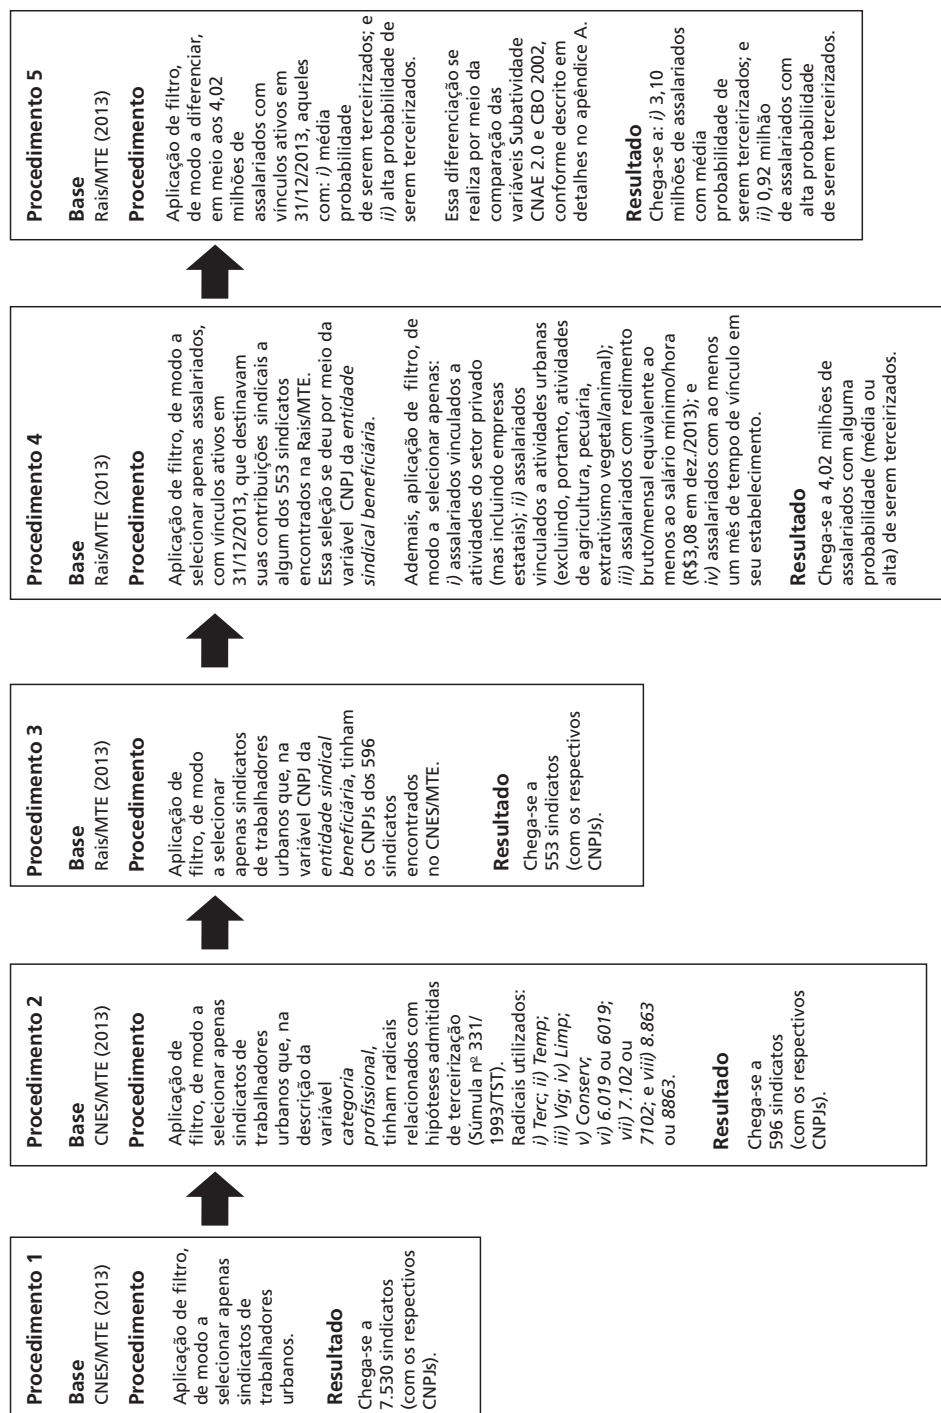 Procedimento 1
Base
CNES/MTE (2013)
Procedimento
Aplicação de filtro,
de modo a
selecionar apenas
sindicatos de
trabalhadores
urbanos.
Resultado
Chega-se a
7.530 sindicatos
(com os respectivos
CNPJs).
Procedimento 2
Base
CNES/MTE (2013)
Procedimento
Aplicação de
filtro, de modo a
selecionar apenas
sindicatos de
trabalhadores
urbanos que, na
descrição da
variável
categoria
profissional,
tinham radicais
relacionados com
hipóteses admitidas
de terceirização
(Súmula nº 331/
1993/TST).
Radicais utilizados:
i) Terc; ii) Temp;
iii) Vig; iv) Limp;
v) Conserv;
vi) 6.019 ou 6019;
vii) 7.102 ou
7102; e viii) 8.863
ou 8863.
Resultado
Chega-se a
596 sindicatos
(com os respectivos
CNPJs).
Procedimento 3
Base
Rais/MTE (2013)
Procedimento
Aplicação de
filtro, de modo
a selecionar
apenas sindicatos
de trabalhadores
urbanos que, na
variável CNPJ da
entidade sindical
beneficiária, tinham
os CNPJs dos 596
sindicatos
encontrados
no CNES/MTE.
Resultado
Chega-se a
553 sindicatos
(com os respectivos
CNPJs).
Procedimento 4
Base
Rais/MTE (2013)
Procedimento
Aplicação de filtro, de modo a
selecionar apenas assalariados,
com vínculos ativos em
31/12/2013, que destinavam
suas contribuições sindicais a
algum dos 553 sindicatos
encontrados na Rais/MTE.
Essa seleção se deu por meio da
variável CNPJ da entidade
sindical beneficiária.
Ademais, aplicação de filtro, de
modo a selecionar apenas:
i) assalariados vinculados a
atividades do setor privado
(mas incluindo empresas
estatais); ii) assalariados
vinculados a atividades urbanas
(excluindo, portanto, atividades
de agricultura, pecuária,
extrativismo vegetal/animal);
iii) assalariados com redimento
bruto/mensal equivalente ao
menos ao salário mínimo/hora
(R$3,08 em dez./2013); e
iv) assalariados com ao menos
um mês de tempo de vínculo em
seu estabelecimento.
Resultado
Chega-se a 4,02 milhões de
assalariados com alguma
probabilidade (média ou
alta) de serem terceirizados.
Procedimento 5
Base
Rais/MTE (2013)
Procedimento
Aplicação de filtro,
de modo a diferenciar,
em meio aos 4,02
milhões de
assalariados com
vínculos ativos em
31/12/2013, aqueles
com: i) média
probabilidade
de serem terceirizados; e
ii) alta probabilidade de
serem terceirizados.
Essa diferenciação se
realiza por meio da
comparação das
variáveis Subatividade
CNAE 2.0 e CBO 2002,
conforme descrito em
detalhes no apêndice A.
Resultado
Chega-se a: i) 3,10
milhões de assalariados
com média
probabilidade de
serem terceirizados; e
ii) 0,92 milhão
de assalariados com
alta probabilidade
de serem terceirizados.